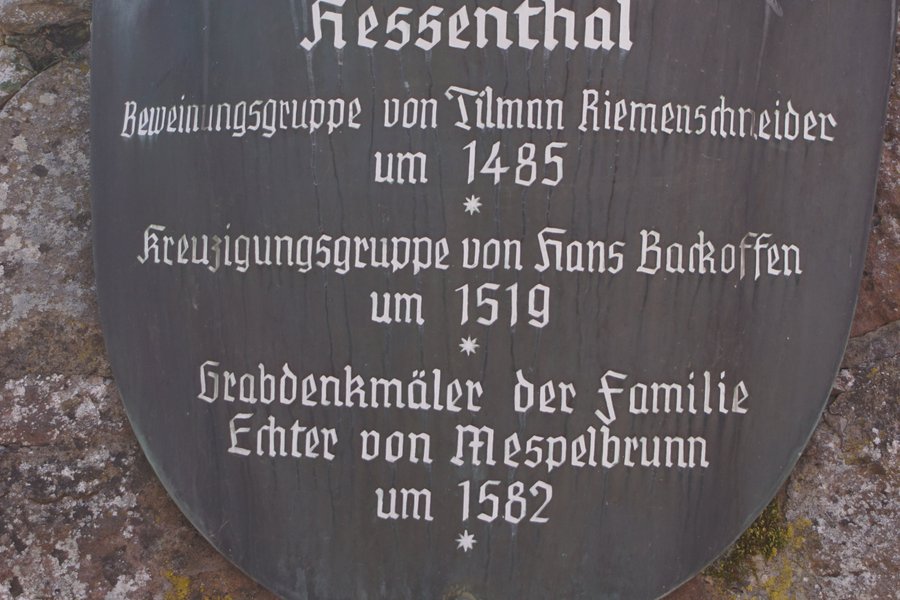 Hessenthal
Beweinungsgruppe von Tilman Riemenschneider
um 1485
Kreuzigungsgruppe von Hans Backoffen
um 1519
Grabdenkmäler der Familie
Echter von Mespelbrunn
um 1582